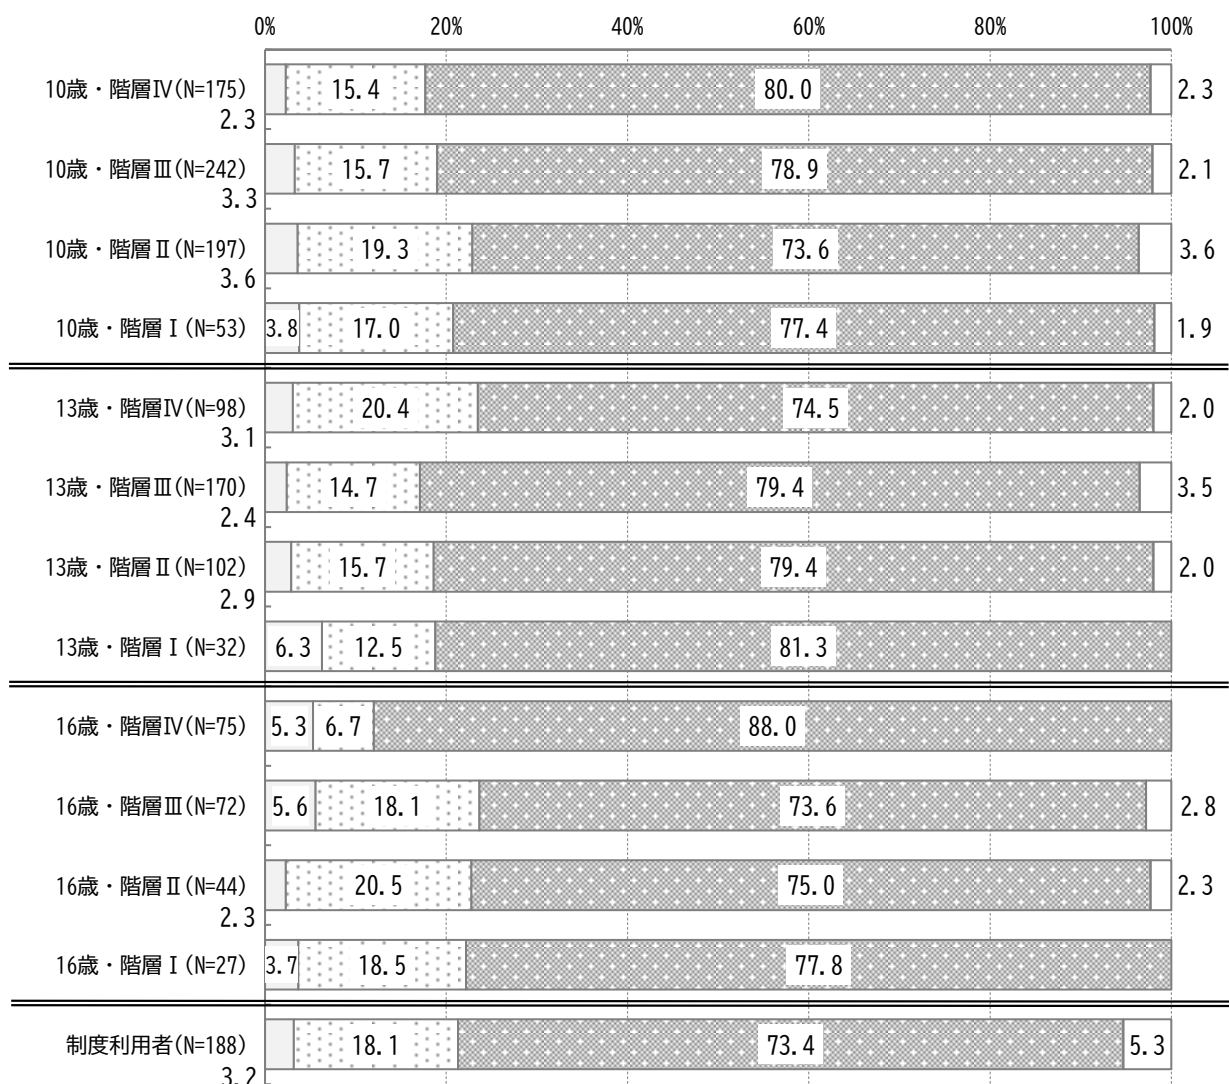 0% 20% 40% 60% 80% 100%
10歳・階層Ⅳ(N=175) 15.4 80.0 2.3
2.3
10歳・階層Ⅲ(N=242) 15.7 78.9 2.1
3.3
10歳・階層Ⅱ(N=197) 19.3 73.6 3.6
3.6
10歳・階層Ⅰ(N=53) 3.8 17.0 77.4 1.9
13歳・階層Ⅳ(N=98) 20.4 74.5 2.0
3.1
13歳・階層Ⅲ(N=170) 14.7 79.4 3.5
2.4
13歳・階層Ⅱ(N=102) 15.7 79.4 2.0
2.9
13歳・階層Ⅰ(N=32) 6.3 12.5 81.3
16歳・階層Ⅳ(N=75) 5.3 6.7 88.0
16歳・階層Ⅲ(N=72) 5.6 18.1 73.6 2.8
16歳・階層Ⅱ(N=44) 20.5 75.0 2.3
2.3
16歳・階層Ⅰ(N=27) 3.7 18.5 77.8
制度利用者(N=188) 18.1 73.4 5.3
3.2